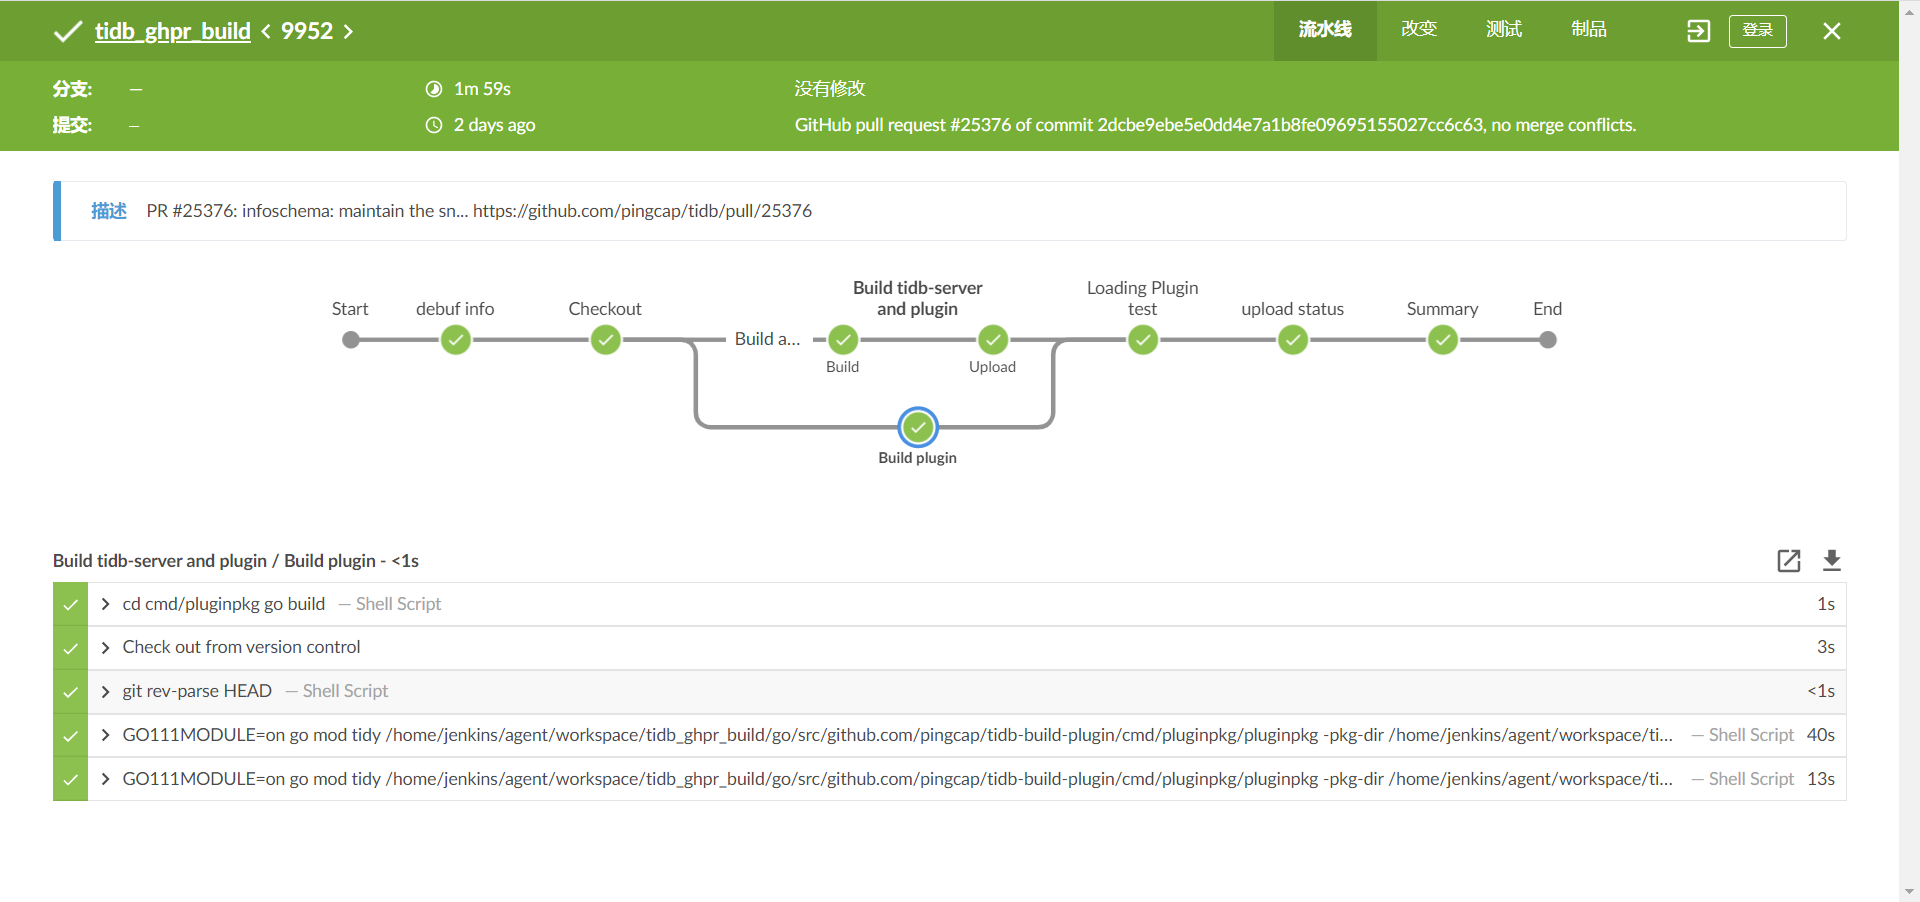 tidb_ghpr_build < 9952 > 流水线 改变 测试 制品 登录
分支: — 1m 59s 没有修改
提交: – 2 days ago GitHub pull request #25376 of commit 2dcbe9ebe5e0dd4e7a1b8fe09695155027cc6c63, no merge conflicts.
描述 PR #25376: infoschema: maintain the sn... https://github.com/pingcap/tidb/pull/25376
Start
debuf info
Checkout
Build a...
Build tidb-server
and plugin
Build
Upload
Build plugin
Loading Plugin
test
upload status
Summary
End
Build tidb-server and plugin / Build plugin - <1s
cd cmd/pluginpkg go build — Shell Script 1s
Check out from version control 3s
git rev-parse HEAD — Shell Script <1s
GO111MODULE=on go mod tidy /home/jenkins/agent/workspace/tidb_ghpr_build/go/src/github.com/pingcap/tidb-build-plugin/cmd/pluginpkg/pluginpkg -pkg-dir /home/jenkins/agent/workspace/ti... — Shell Script 40s
GO111MODULE=on go mod tidy /home/jenkins/agent/workspace/tidb_ghpr_build/go/src/github.com/pingcap/tidb-build-plugin/cmd/pluginpkg/pluginpkg -pkg-dir /home/jenkins/agent/workspace/ti... — Shell Script 13s